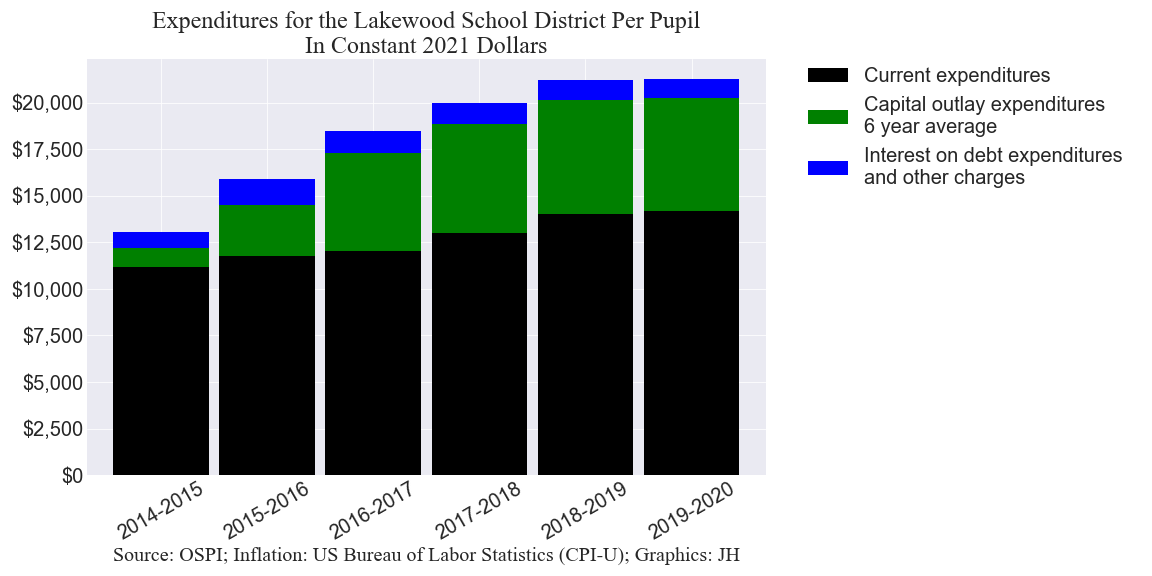 Expenditures for the Lakewood School District Per Pupil
In Constant 2021 Dollars
Current expenditures
Capital outlay expenditures
6 year average
Interest on debt expenditures
and other charges
$20,000
$17,500
$15,000
$12,500
$10,000
$7,500
$5,000
$2,500
$0
2014-2015
2015-2016
2016-2017
2017-2018
2018-2019
2019-2020
Source: OSPI; Inflation: US Bureau of Labor Statistics (CPI-U); Graphics: JH